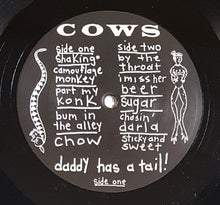 COWS
side one
shaking
camouflage
monkey
part my
konk
bum in
the alley
chow
side two
by the
throat
i miss her
beer
sugar
chasin'
darla
sticky and
sweet
daddy has a tail!
side one